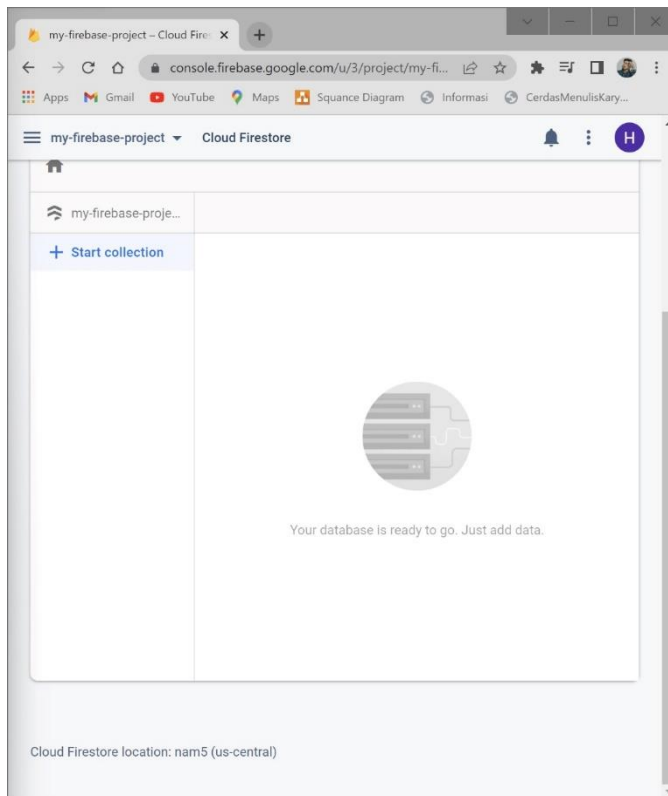 my-firebase-project – Cloud Fire
console.firebase.google.com/u/3/project/my-fi...
Apps Gmail YouTube Maps Squance Diagram Informasi CerdasMenulisKary...
my-firebase-project Cloud Firestore H
my-firebase-proje...
+ Start collection
Your database is ready to go. Just add data.
Cloud Firestore location: nam5 (us-central)